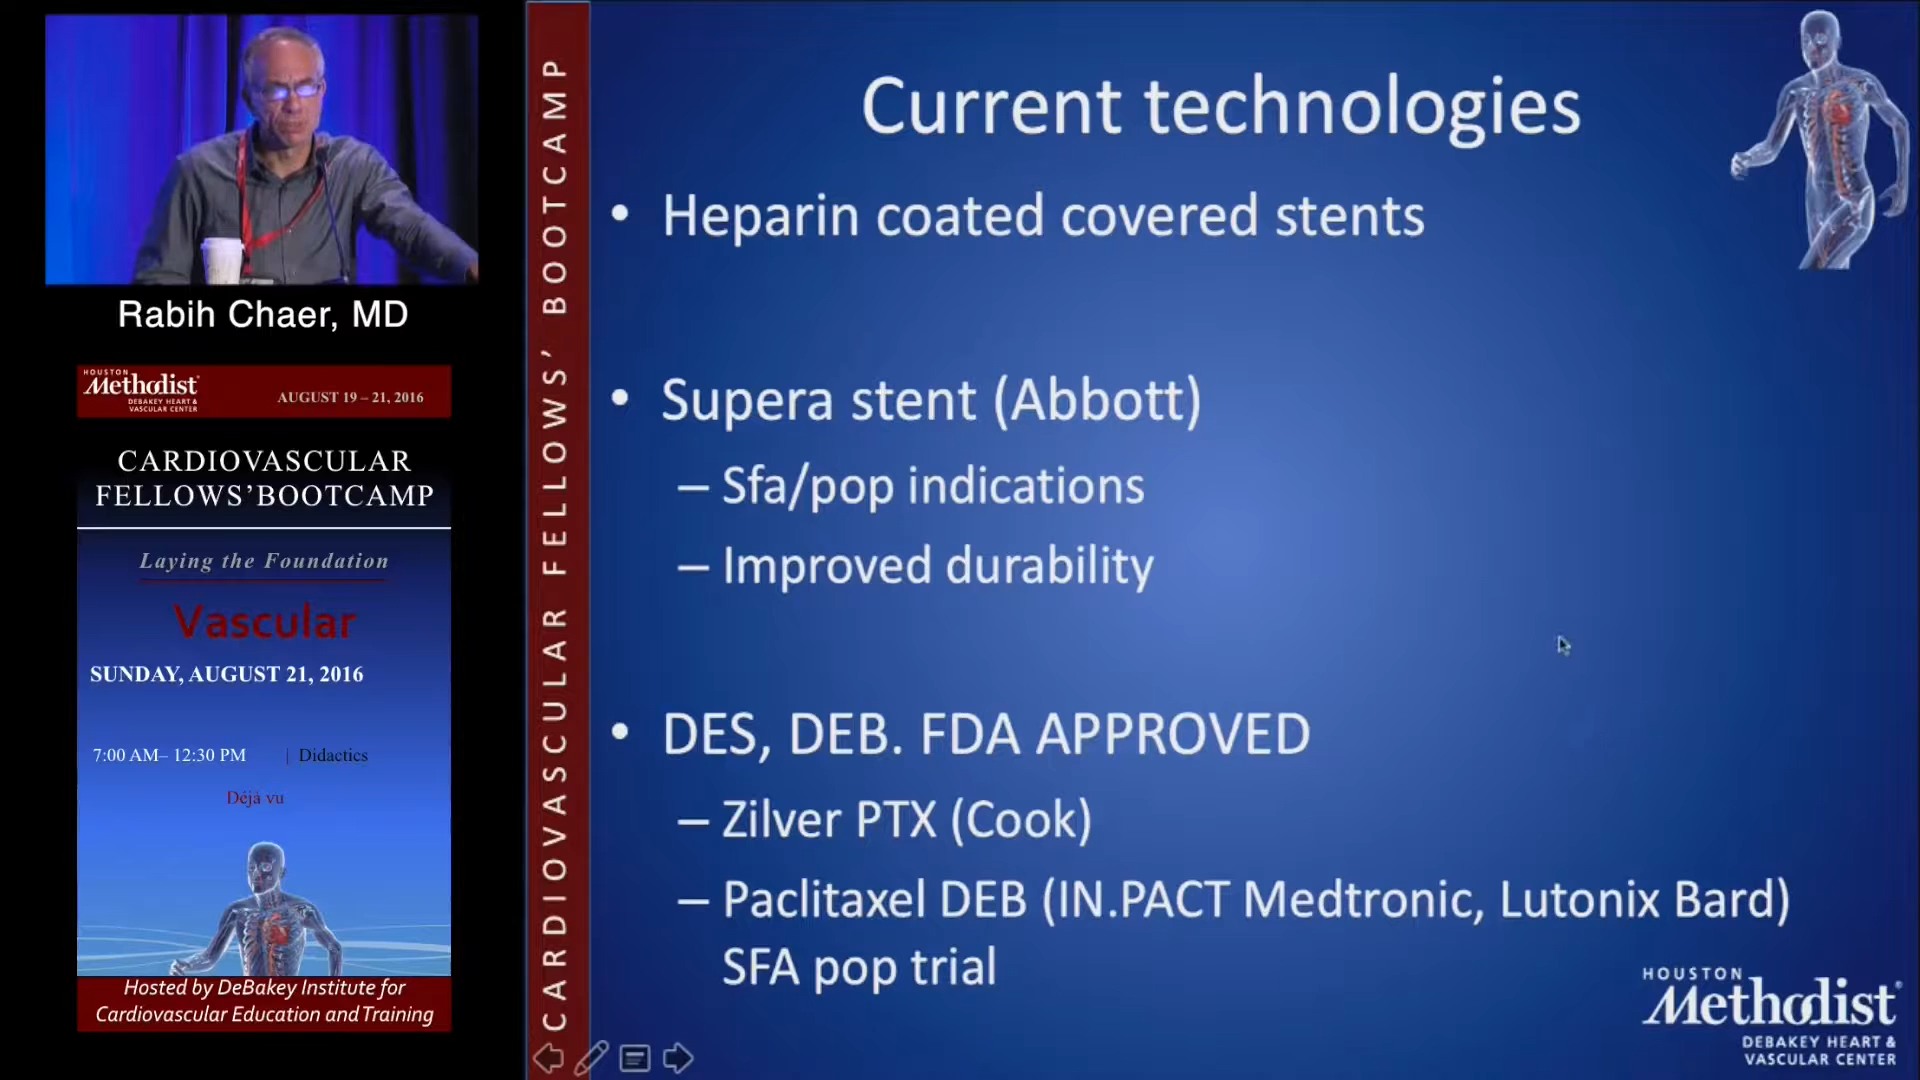 Rabih Chaer, MD
HOUSTON
Methodist
DEBAKEY HEART &
VASCULAR CENTER
AUGUST 19 – 21, 2016
CARDIOVASCULAR
FELLOWS'BOOTCAMP
Laying the Foundation
Vascular
SUNDAY, AUGUST 21, 2016
7:00 AM– 12:30 PM | Didactics
Déjà vu
Hosted by DeBakey Institute for
Cardiovascular Education and Training
CARDIOVASCULAR FELLOWS' BOOTCAMP
Current technologies
• Heparin coated covered stents
• Supera stent (Abbott)
– Sfa/pop indications
– Improved durability
• DES, DEB. FDA APPROVED
– Zilver PTX (Cook)
– Paclitaxel DEB (IN.PACT Medtronic, Lutonix Bard)
SFA pop trial
HOUSTON
Methodist
DEBAKEY HEART &
VASCULAR CENTER